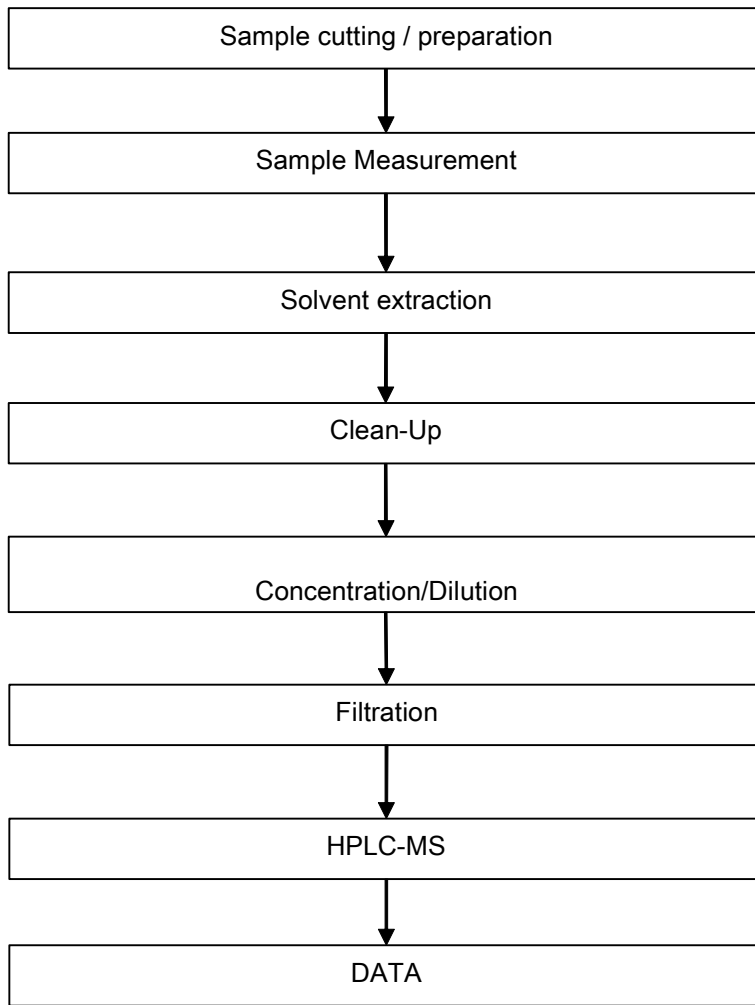 Sample cutting / preparation
Sample Measurement
Solvent extraction
Clean-Up
Concentration/Dilution
Filtration
HPLC-MS
DATA